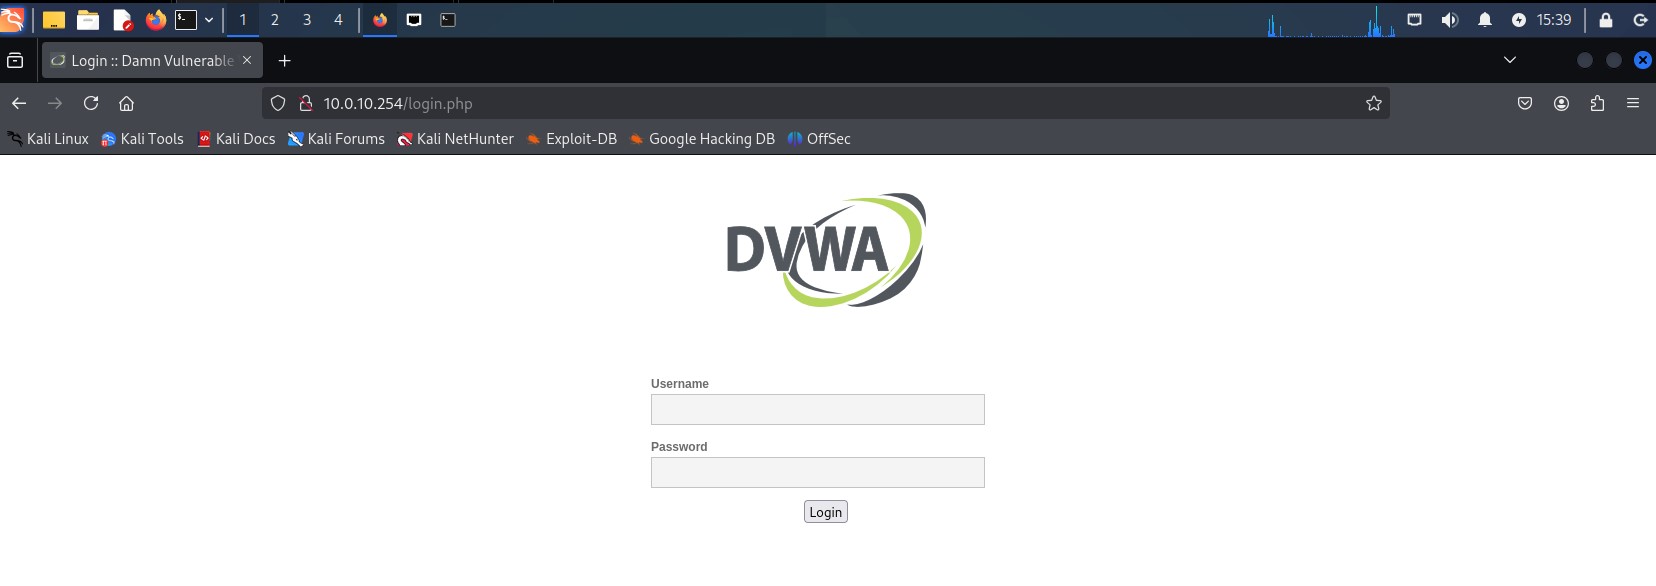 1 2 3 4 15:39
Login :: Damn Vulnerable
10.0.10.254/login.php
Kali Linux Kali Tools Kali Docs Kali Forums Kali NetHunter Exploit-DB Google Hacking DB OffSec
DVWA
Username
Password
Login